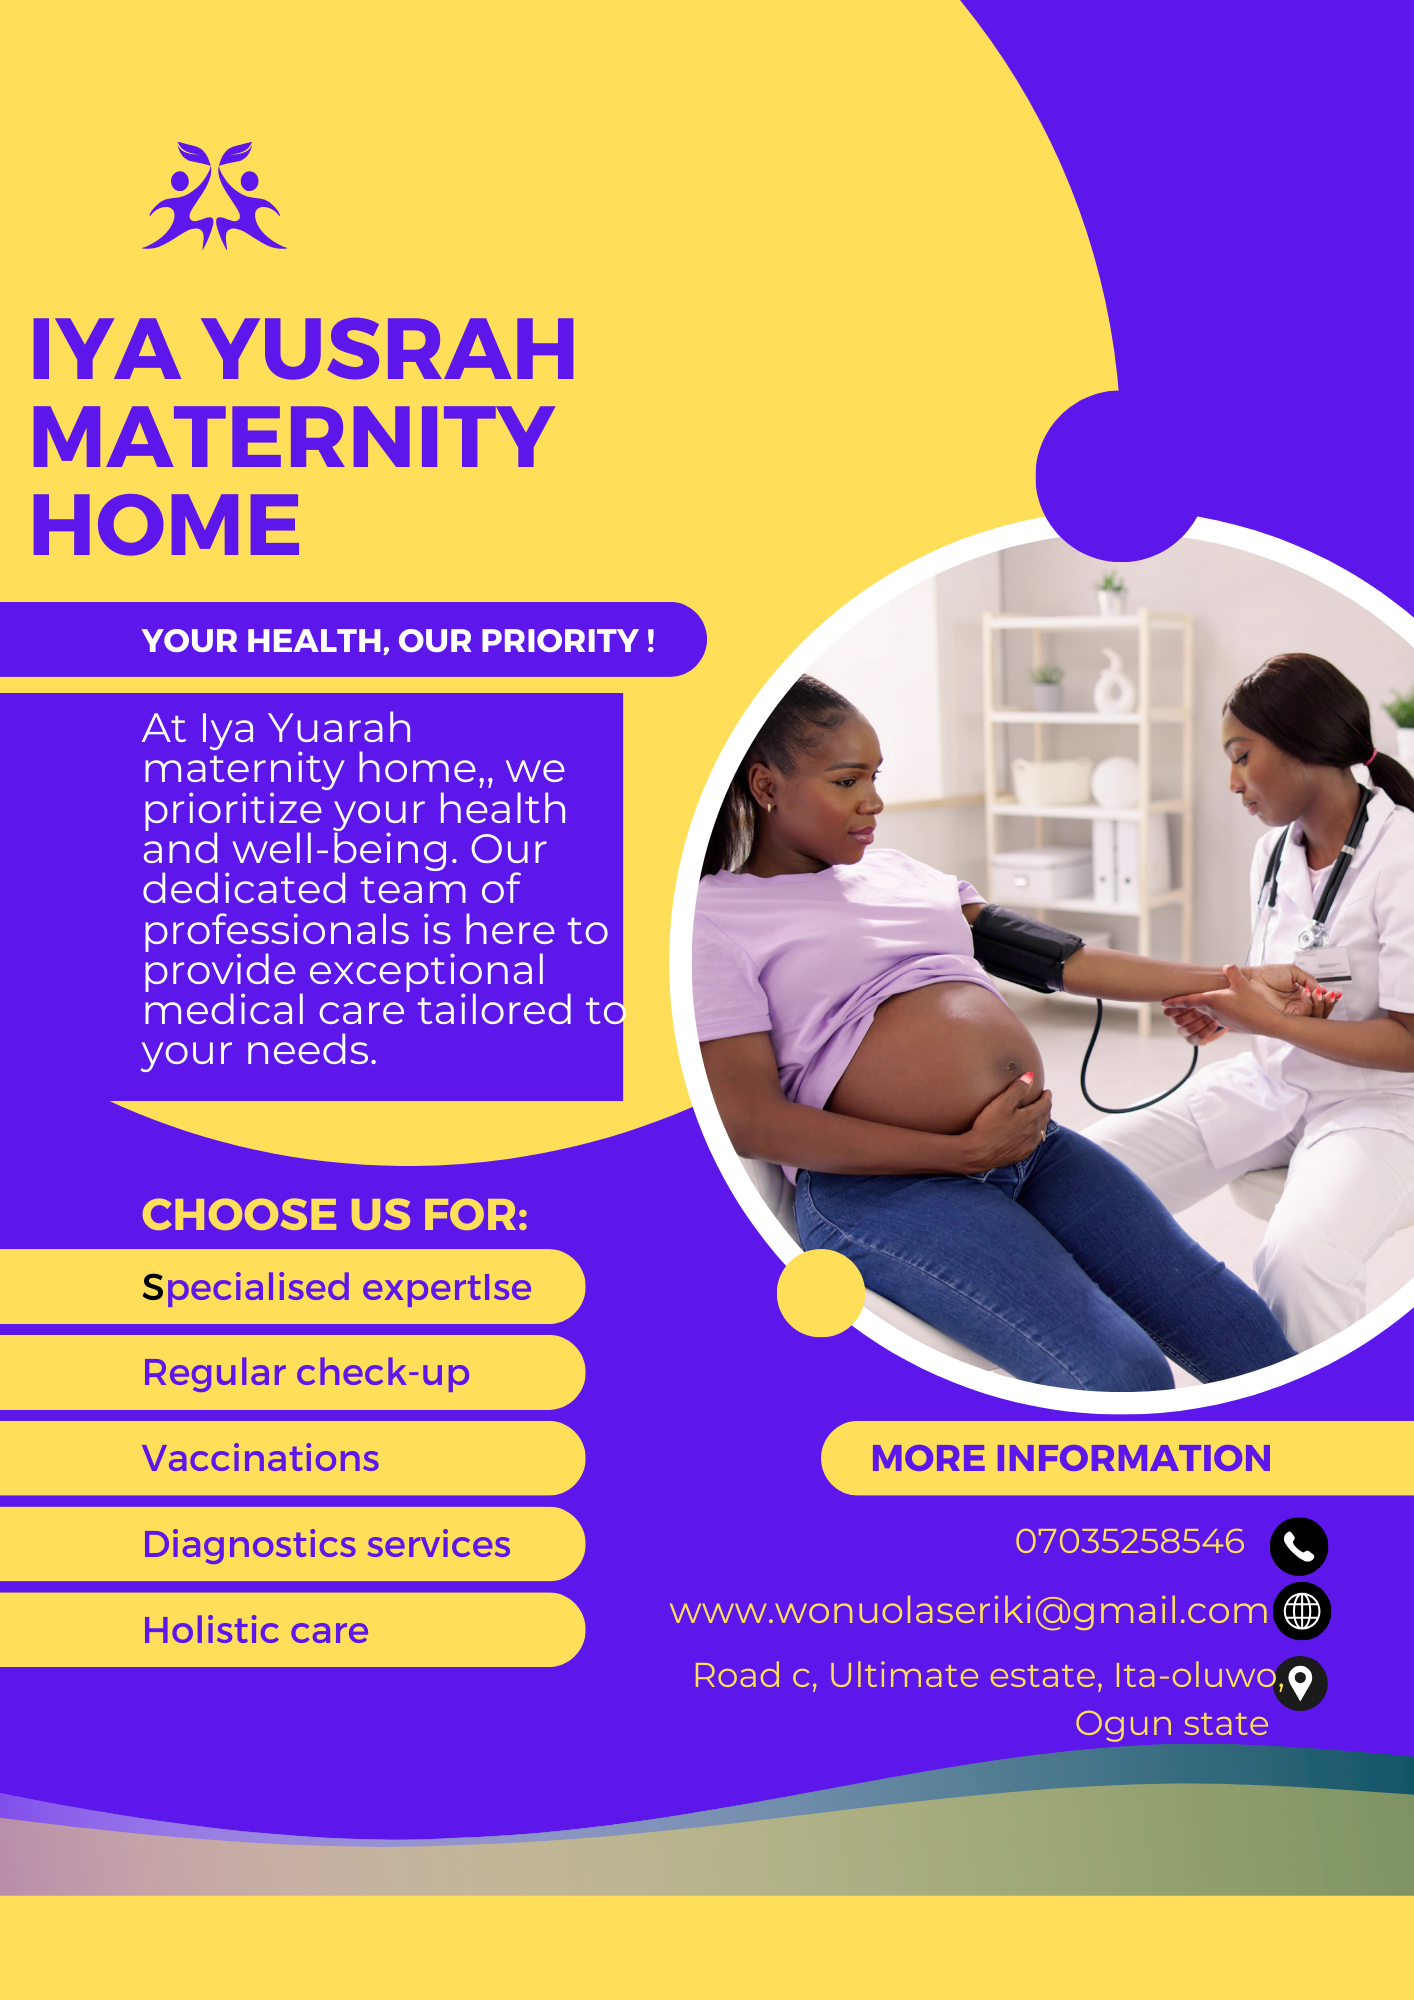 IYA YUSRAH
MATERNITY
HOME
YOUR HEALTH, OUR PRIORITY !
At Iya Yuarah
maternity home,, we
prioritize your health
and well-being. Our
dedicated team of
professionals is here to
provide exceptional
medical care tailored to
your needs.
CHOOSE US FOR:
Specialised expertIse
Regular check-up
Vaccinations
Diagnostics services
Holistic care
MORE INFORMATION
07035258546
www.wonuolaseriki@gmail.com
Road c, Ultimate estate, Ita-oluwo,
Ogun state